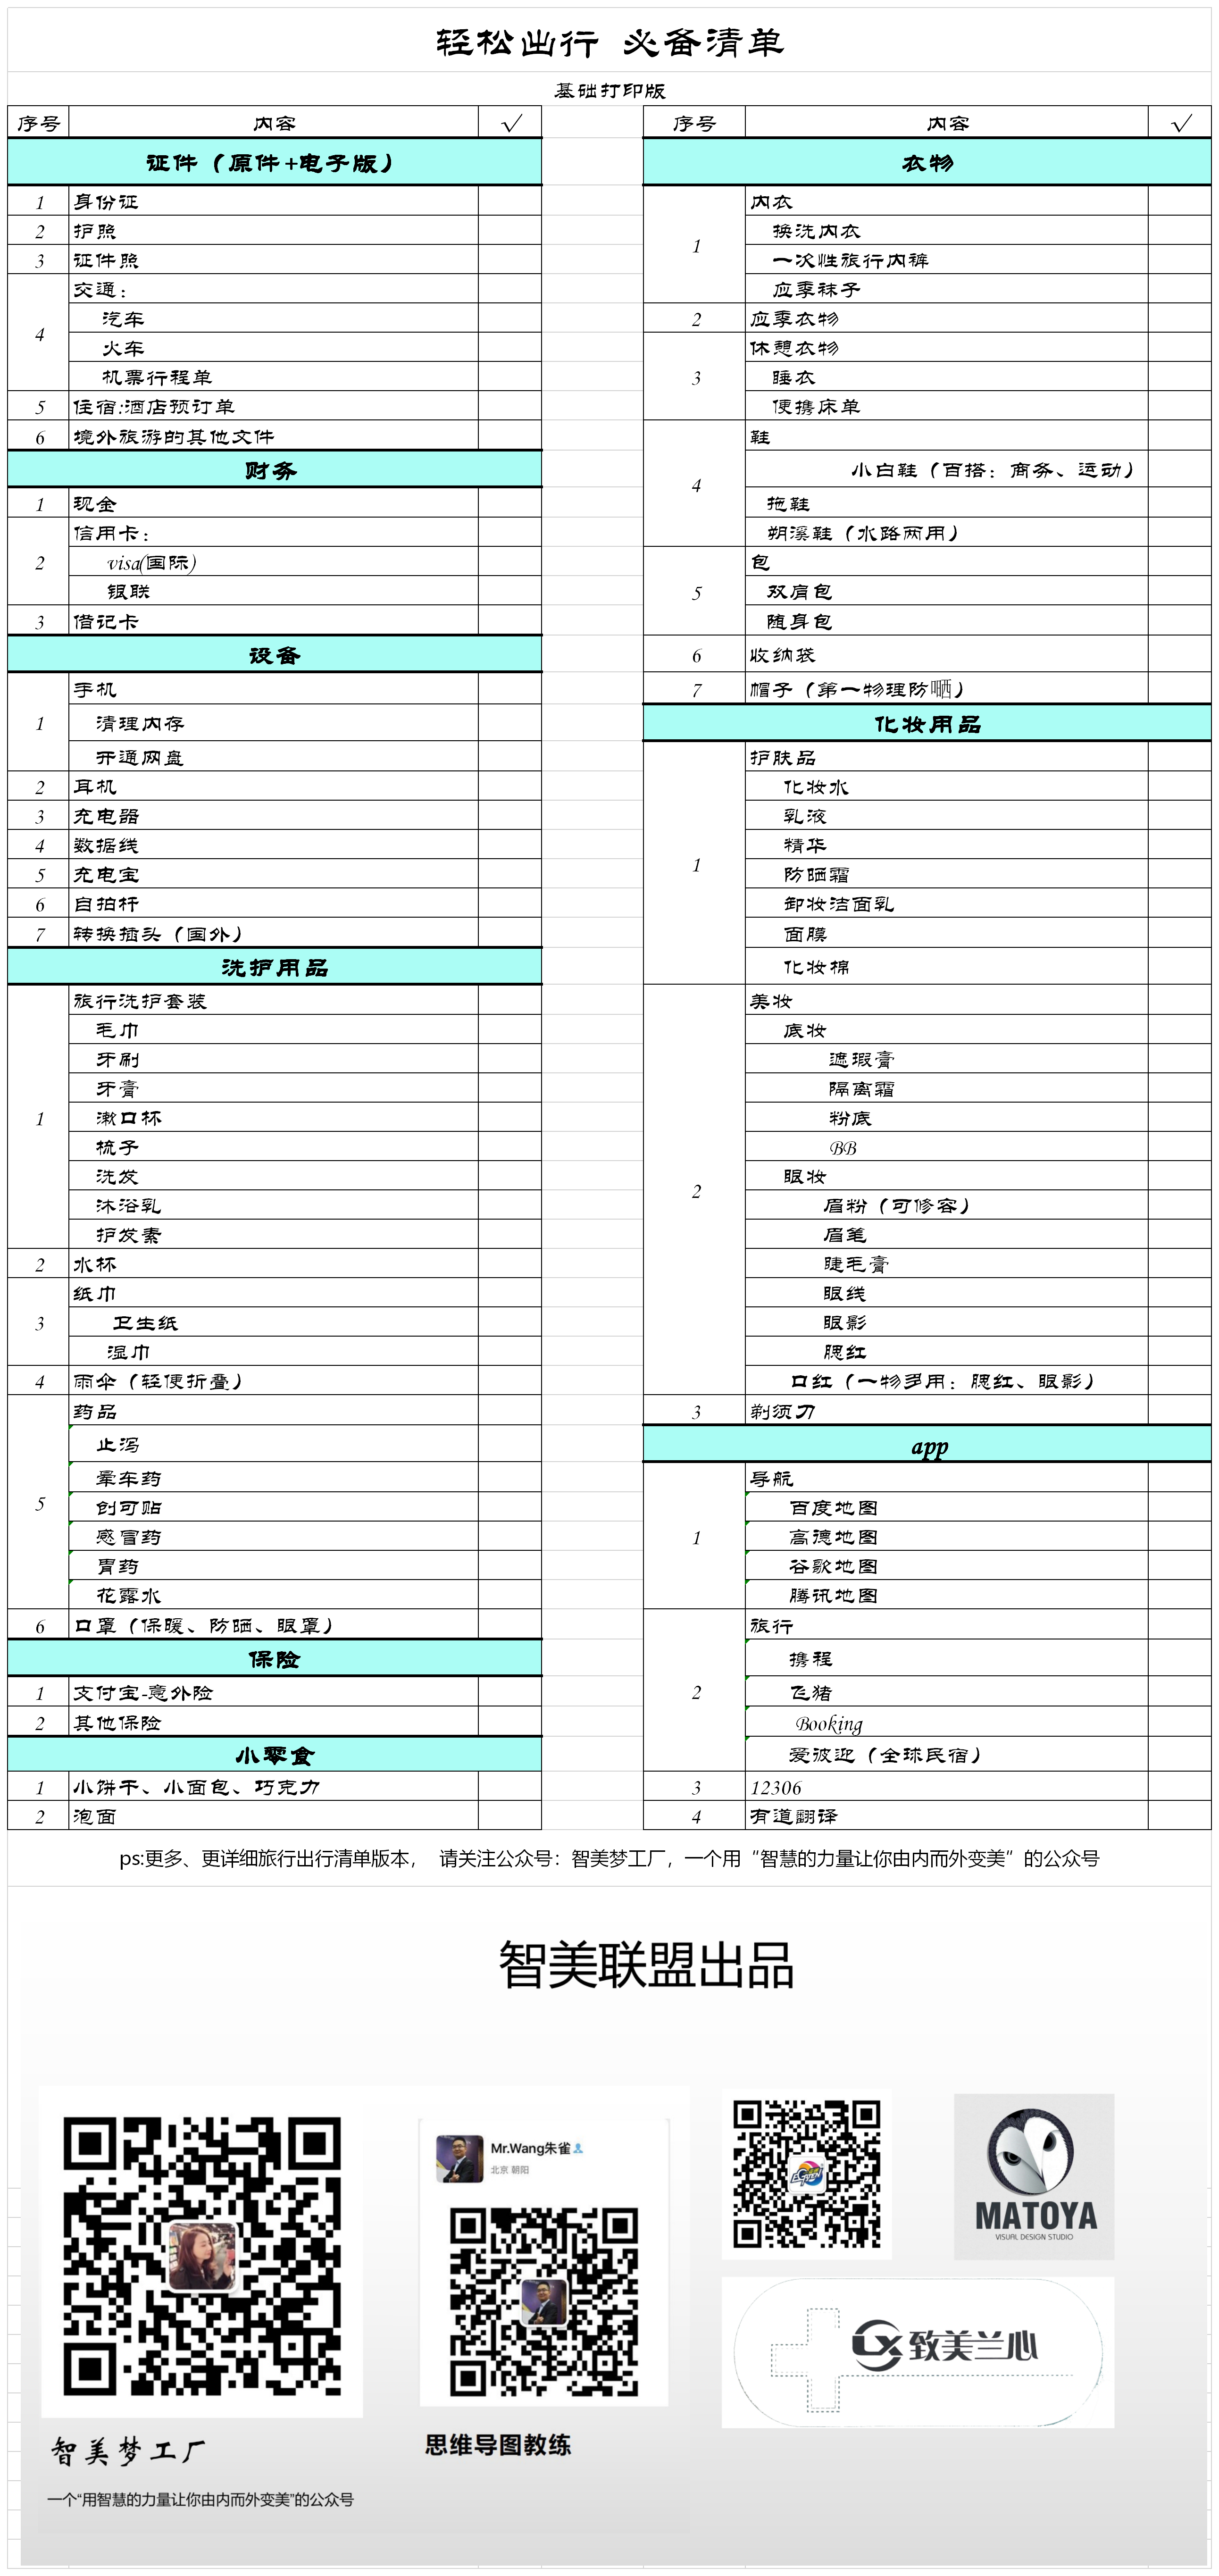 轻松出行 必备清单
基础打印版
序号 内容 √
证件（原件+电子版）
1 身份证
2 护照
3 证件照
4 交通：
汽车
火车
机票行程单
5 住宿:酒店预订单
6 境外旅游的其他文件
财务
1 现金
2 信用卡：
visa(国际)
银联
3 借记卡
设备
1 手机
清理内存
开通网盘
2 耳机
3 充电器
4 数据线
5 充电宝
6 自拍杆
7 转换插头（国外）
洗护用品
1 旅行洗护套装
毛巾
牙刷
牙膏
漱口杯
梳子
洗发
沐浴乳
护发素
2 水杯
3 纸巾
卫生纸
湿巾
4 雨伞（轻便折叠）
5 药品
止泻
晕车药
创可贴
感冒药
胃药
花露水
6 口罩（保暖、防晒、眼罩）
保险
1 支付宝-意外险
2 其他保险
小零食
1 小饼干、小面包、巧克力
2 泡面
序号 内容 √
衣物
1 内衣
换洗内衣
一次性旅行内裤
应季袜子
2 应季衣物
3 休憩衣物
睡衣
便携床单
4 鞋
小白鞋（百搭：商务、运动）
拖鞋
朔溪鞋（水路两用）
5 包
双肩包
随身包
6 收纳袋
7 帽子（第一物理防嗮）
化妆用品
1 护肤品
化妆水
乳液
精华
防晒霜
卸妆洁面乳
面膜
化妆棉
2 美妆
底妆
遮瑕膏
隔离霜
粉底
BB
眼妆
眉粉（可修容）
眉笔
睫毛膏
眼线
眼影
腮红
口红（一物多用：腮红、眼影）
3 剃须刀
app
1 导航
百度地图
高德地图
谷歌地图
腾讯地图
2 旅行
携程
飞猪
Booking
爱彼迎（全球民宿）
3 12306
4 有道翻译
ps:更多、更详细旅行出行清单版本， 请关注公众号：智美梦工厂，一个用“智慧的力量让你由内而外变美”的公众号
智美联盟出品
Mr.Wang朱雀
北京 朝阳
MATOYA
VISUAL DESIGN STUDIO
致美兰心
智美梦工厂
思维导图教练
一个“用智慧的力量让你由内而外变美”的公众号